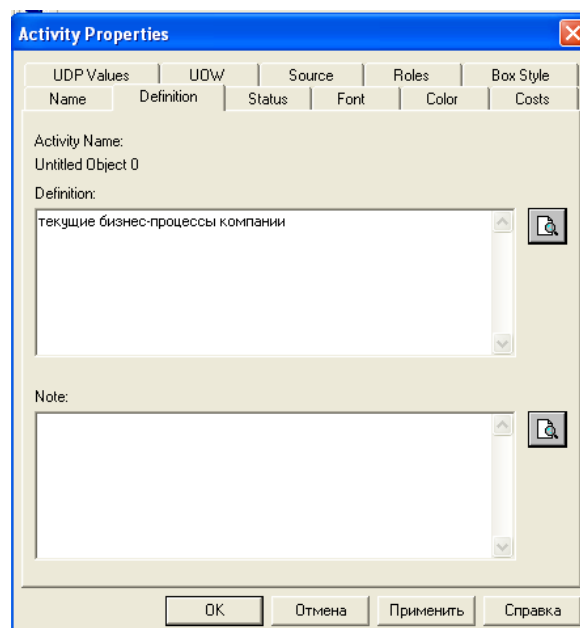 Activity Properties
UDP Values UOW Source Roles Box Style
Name Definition Status Font Color Costs
Activity Name:
Untitled Object 0
Definition:
текущие бизнес-процессы компании
Note:
OK Отмена Применить Справка